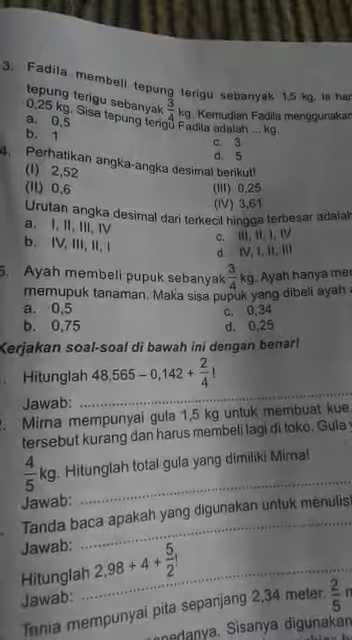 3. Fadila membeli tepung terigu sebanyak 1,5 kg. Ia
tepung terigu sebanyak 3/4 kg. Kemudian Fadila menggunakan
0,25 kg. Sisa tepung terigu Fadila adalah ... kg.
a. 0,5 c. 3
b. 1 d. 5
4. Perhatikan angka-angka desimal berikut!
(I) 2,52 (III) 0,25
(II) 0,6 (IV) 3,61
Urutan angka desimal dari terkecil hingga terbesar adalah
a. I, II, III, IV c. III, II, I, IV
b. IV, III, II, I d. IV, I, II, III
5. Ayah membeli pupuk sebanyak 3/4 kg. Ayah hanya
memupuk tanaman. Maka sisa pupuk yang dibeli ayah
a. 0,5 c. 0,34
b. 0,75 d. 0,25
Kerjakan soal-soal di bawah ini dengan benar!
Hitunglah 48,565 – 0,142 + 2/4!
Jawab: ..........
Mirna mempunyai gula 1,5 kg untuk membuat kue.
tersebut kurang dan harus membeli lagi di toko. Gula
4/5 kg. Hitunglah total gula yang dimiliki Mirna!
Jawab: ..........
Tanda baca apakah yang digunakan untuk menulis
Jawab: ..........
Hitunglah 2,98 + 4 + 5/2!
Jawab: ..........
Tania mempunyai pita sepanjang 2,34 meter. 2/5
Sisanya digunakan